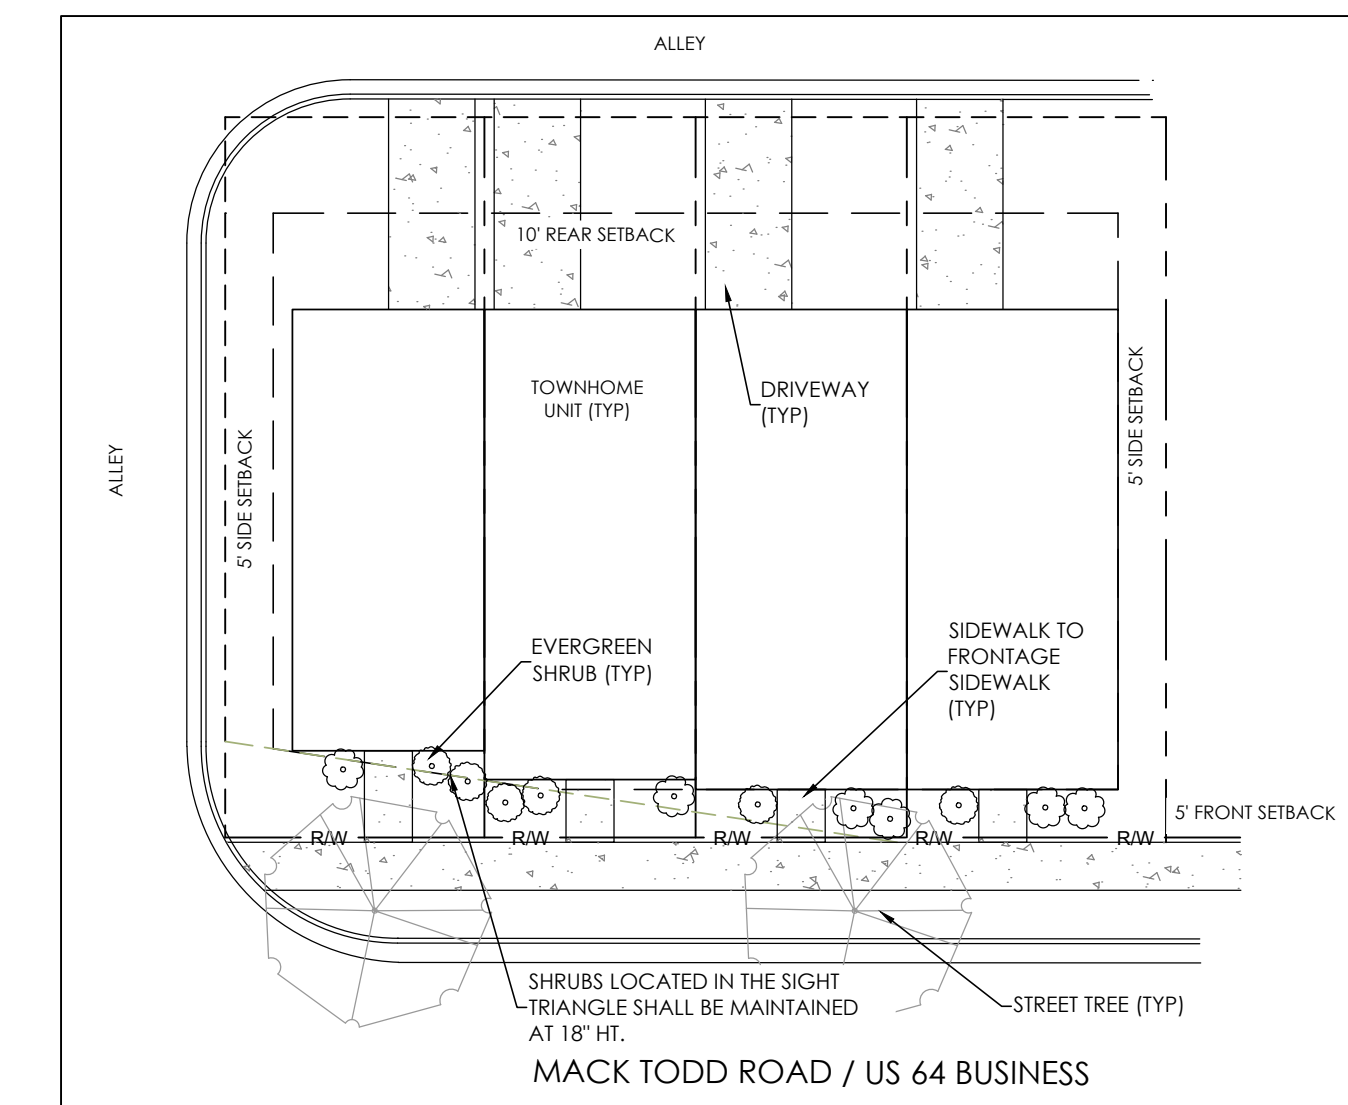 ALLEY
10' REAR SETBACK
TOWNHOME
UNIT (TYP)
DRIVEWAY
(TYP)
5' SIDE SETBACK
ALLEY
5' SIDE SETBACK
EVERGREEN
SHRUB (TYP)
SIDEWALK TO
FRONTAGE
SIDEWALK
(TYP)
5' FRONT SETBACK
R/W
R/W
R/W
R/W
R/W
SHRUBS LOCATED IN THE SIGHT
TRIANGLE SHALL BE MAINTAINED
AT 18" HT.
STREET TREE (TYP)
MACK TODD ROAD / US 64 BUSINESS